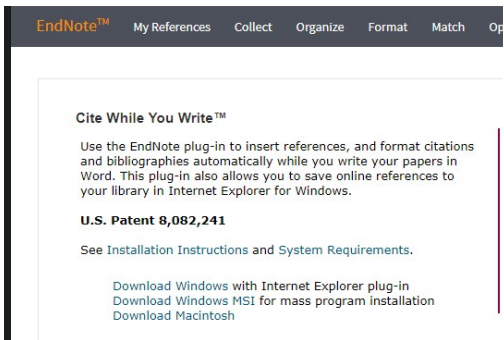 EndNote™ My References Collect Organize Format Match
Cite While You Write™
Use the EndNote plug-in to insert references, and format citations
and bibliographies automatically while you write your papers in
Word. This plug-in also allows you to save online references to
your library in Internet Explorer for Windows.
U.S. Patent 8,082,241
See Installation Instructions and System Requirements.
Download Windows with Internet Explorer plug-in
Download Windows MSI for mass program installation
Download Macintosh